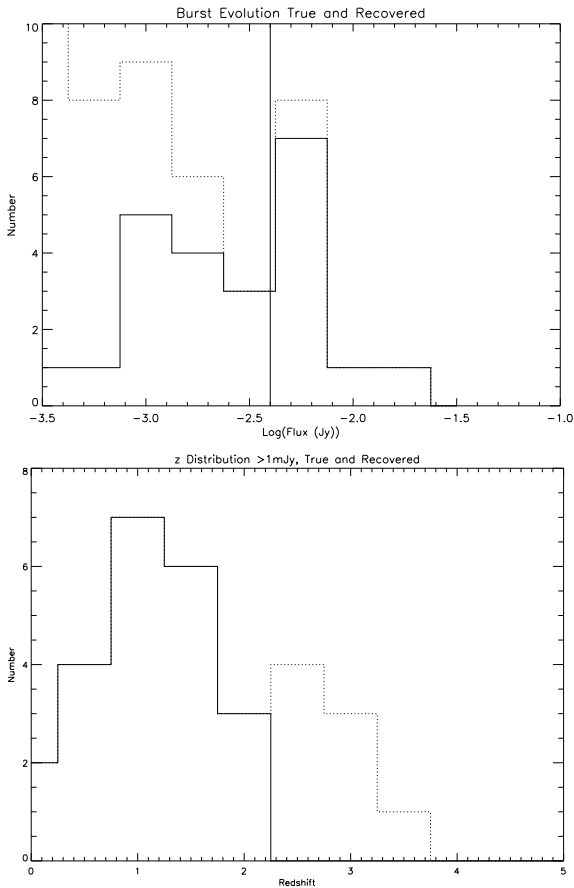 Burst Evolution True and Recovered
10
8
6
4
2
0
Number
-3.5 -3.0 -2.5 -2.0 -1.5 -1.0
Log(Flux (Jy))
z Distribution >1mJy, True and Recovered
8
6
4
2
0
Number
0 1 2 3 4 5
Redshift